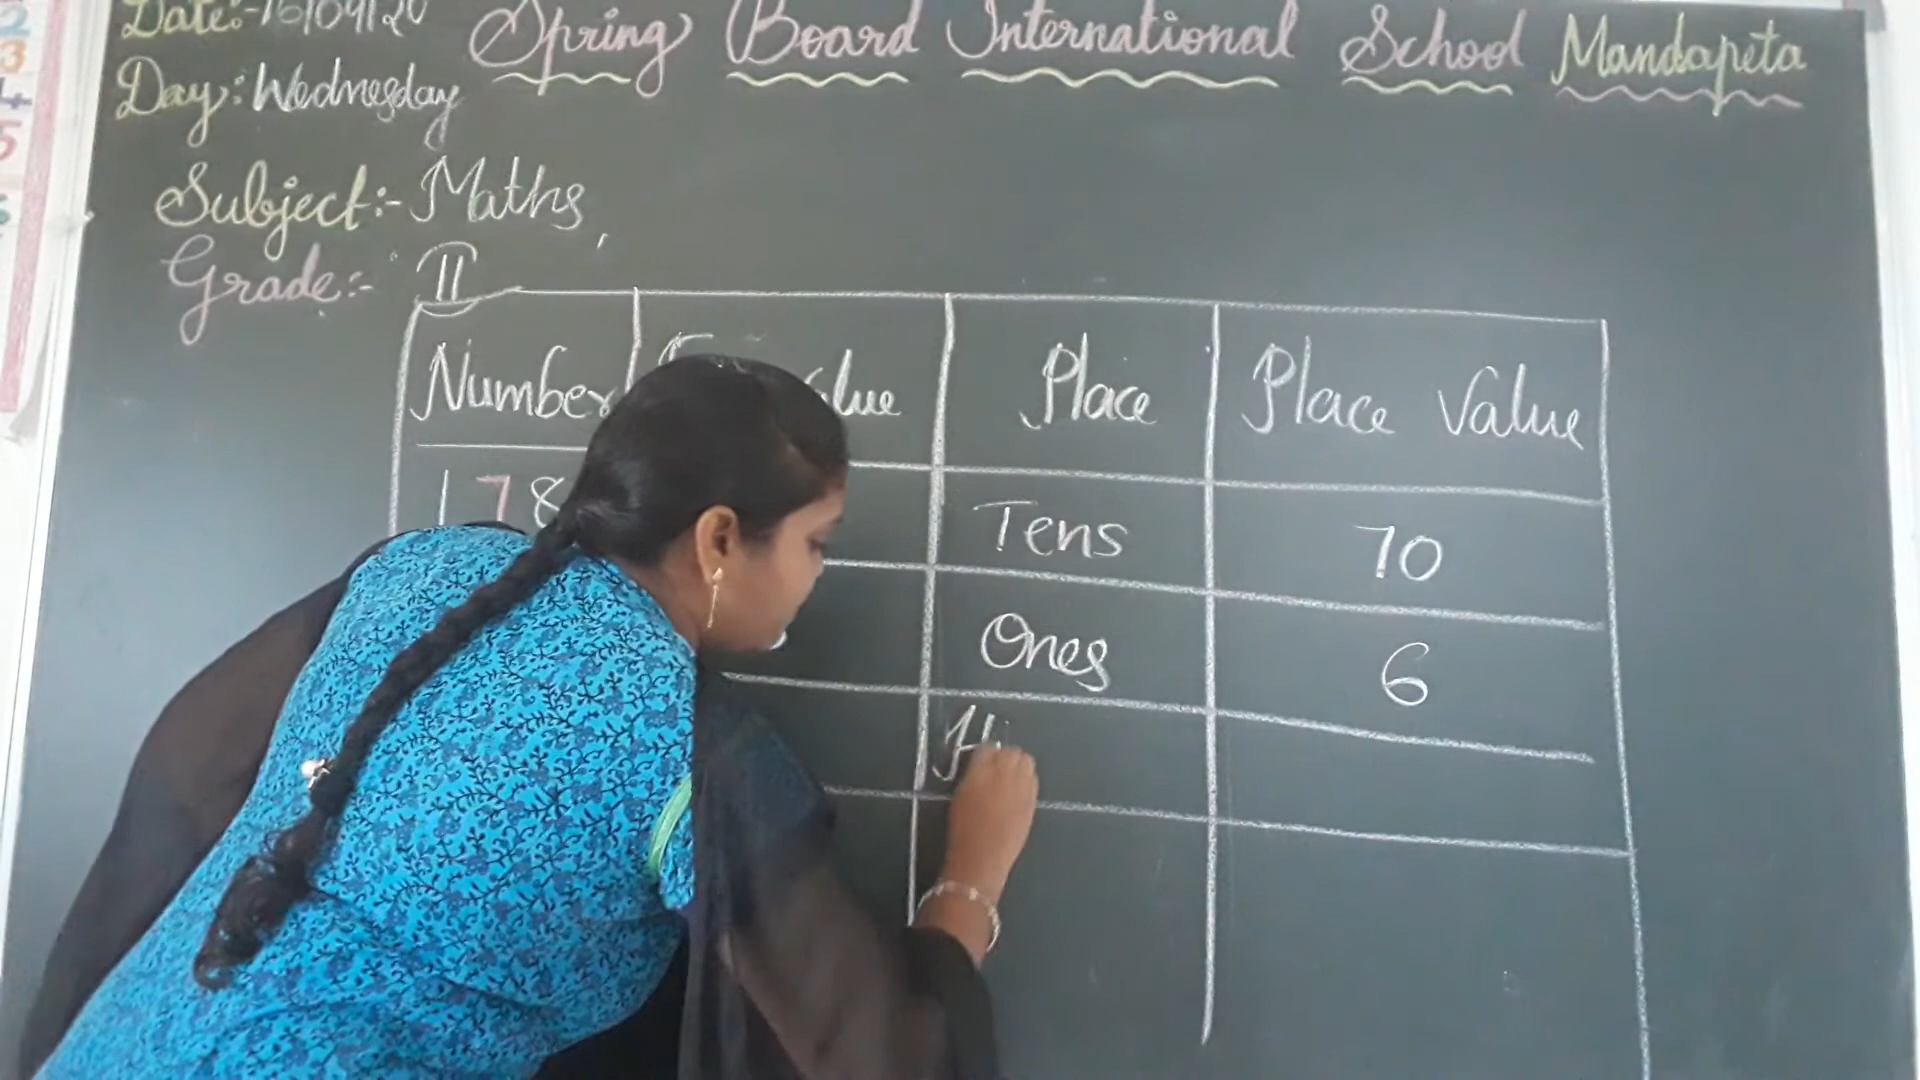 Date:-16/09/20 Spring Board International School Mandapeta
Day: Wednesday
Subject:- Maths,
Grade:- II
Number Place Place Value
178 Tens 70
Ones 6